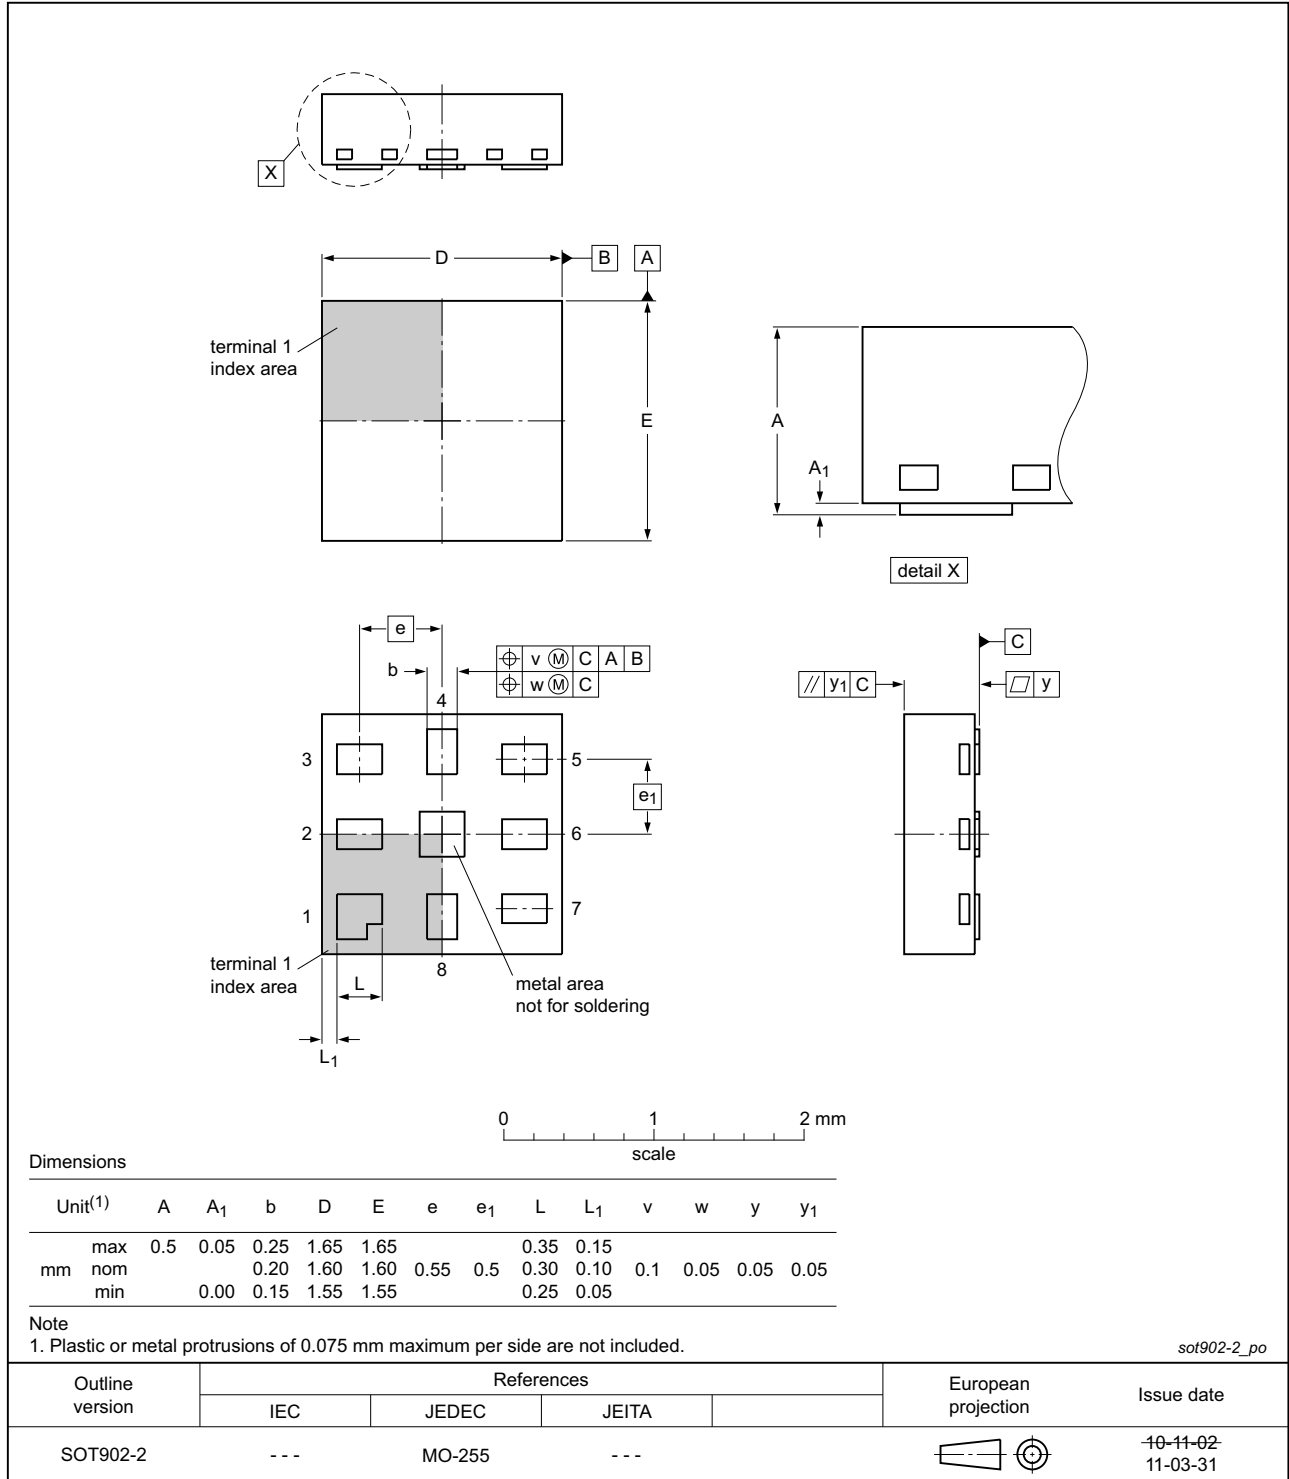 X
D
B
A
terminal 1
index area
E
A
A1
detail X
e
b
v M C A B
w M C
4
3
5
e1
2
6
1
7
terminal 1
index area
8
L
metal area
not for soldering
L1
C
// y1 C
y
0 1 2 mm
scale
Dimensions
Unit(1) A A1 b D E e e1 L L1 v w y y1
max 0.5 0.05 0.25 1.65 1.65 0.35 0.15
mm nom 0.20 1.60 1.60 0.55 0.5 0.30 0.10 0.1 0.05 0.05 0.05
min 0.00 0.15 1.55 1.55 0.25 0.05
Note
1. Plastic or metal protrusions of 0.075 mm maximum per side are not included.
sot902-2_po
Outline
version
References
IEC JEDEC JEITA
European
projection
Issue date
SOT902-2 - - - MO-255 - - -
10-11-02
11-03-31